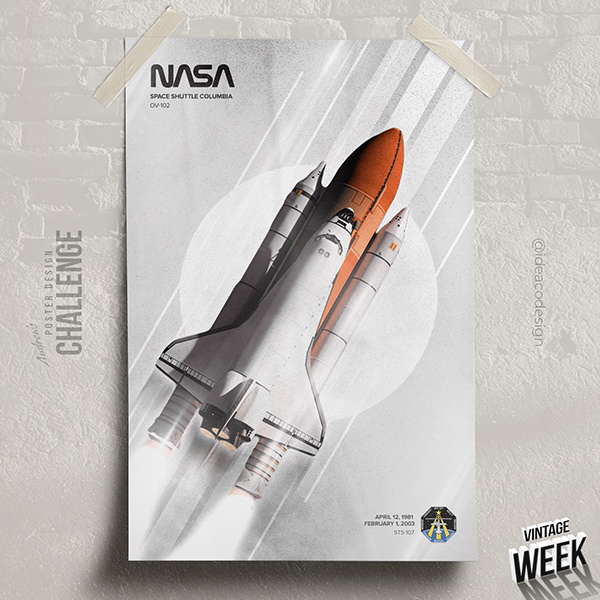 NASA
SPACE SHUTTLE COLUMBIA
OV-102
Andrews
POSTER DESIGN
CHALLENGE
@ideacodesign
APRIL 12, 1981
FEBRUARY 1, 2003
STS-107
VINTAGE
WEEK